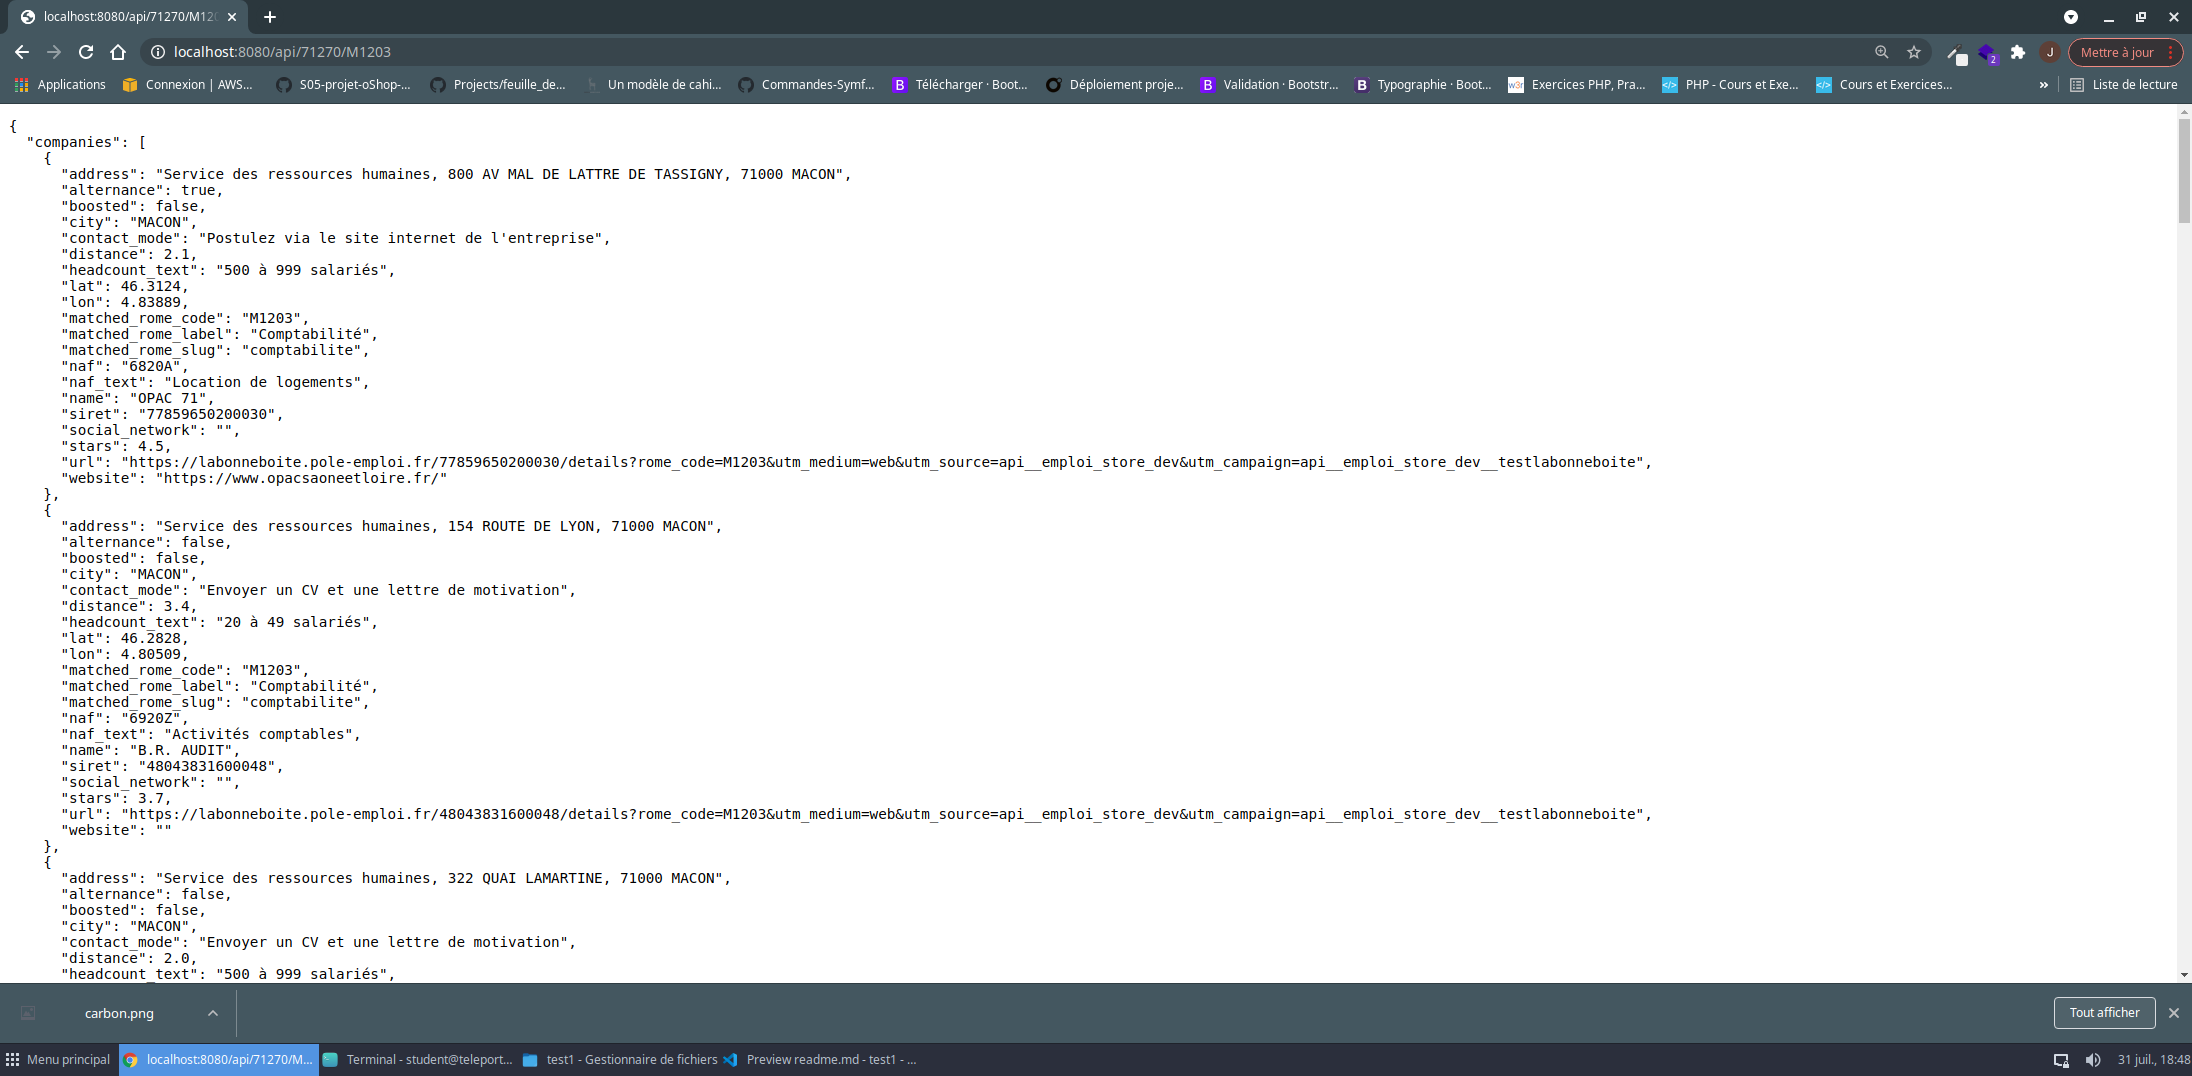 localhost:8080/api/71270/M120
localhost:8080/api/71270/M1203
J
Mettre à jour
Applications
Connexion | AWS...
S05-projet-oShop-...
Projects/feuille_de...
Un modèle de cahi...
Commandes-Symf...
B
Télécharger · Boot...
Déploiement proje...
B
Validation · Bootstr...
B
Typographie · Boot...
w3r
Exercices PHP, Pra...
</>
PHP - Cours et Exe...
</>
Cours et Exercices...
»
Liste de lecture
2
{
"companies": [
{
"address": "Service des ressources humaines, 800 AV MAL DE LATTRE DE TASSIGNY, 71000 MACON",
"alternance": true,
"boosted": false,
"city": "MACON",
"contact_mode": "Postulez via le site internet de l'entreprise",
"distance": 2.1,
"headcount_text": "500 à 999 salariés",
"lat": 46.3124,
"lon": 4.83889,
"matched_rome_code": "M1203",
"matched_rome_label": "Comptabilité",
"matched_rome_slug": "comptabilite",
"naf": "6820A",
"naf_text": "Location de logements",
"name": "OPAC 71",
"siret": "77859650200030",
"social_network": "",
"stars": 4.5,
"url": "https://labonneboite.pole-emploi.fr/77859650200030/details?rome_code=M1203&utm_medium=web&utm_source=api__emploi_store_dev&utm_campaign=api__emploi_store_dev__testlabonneboite",
"website": "https://www.opacsaoneetloire.fr/"
},
{
"address": "Service des ressources humaines, 154 ROUTE DE LYON, 71000 MACON",
"alternance": false,
"boosted": false,
"city": "MACON",
"contact_mode": "Envoyer un CV et une lettre de motivation",
"distance": 3.4,
"headcount_text": "20 à 49 salariés",
"lat": 46.2828,
"lon": 4.80509,
"matched_rome_code": "M1203",
"matched_rome_label": "Comptabilité",
"matched_rome_slug": "comptabilite",
"naf": "6920Z",
"naf_text": "Activités comptables",
"name": "B.R. AUDIT",
"siret": "48043831600048",
"social_network": "",
"stars": 3.7,
"url": "https://labonneboite.pole-emploi.fr/48043831600048/details?rome_code=M1203&utm_medium=web&utm_source=api__emploi_store_dev&utm_campaign=api__emploi_store_dev__testlabonneboite",
"website": ""
},
{
"address": "Service des ressources humaines, 322 QUAI LAMARTINE, 71000 MACON",
"alternance": false,
"boosted": false,
"city": "MACON",
"contact_mode": "Envoyer un CV et une lettre de motivation",
"distance": 2.0,
"headcount_text": "500 à 999 salariés",
carbon.png
Tout afficher
Menu principal
localhost:8080/api/71270/M...
Terminal - student@teleport...
test1 - Gestionnaire de fichiers
Preview readme.md - test1 - ...
31 juil., 18:48